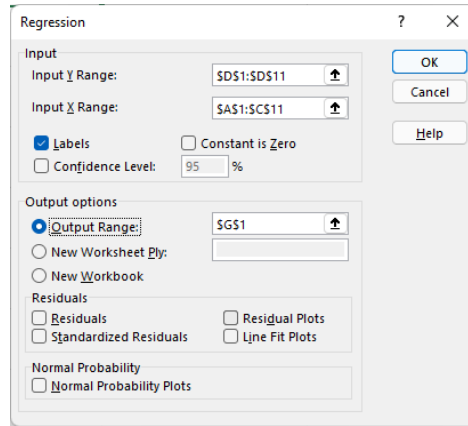 Regression ? ×
Input
Input Y Range: $D$1:$D$11
Input X Range: $A$1:$C$11
Labels Constant is Zero
Confidence Level: 95 %
OK
Cancel
Help
Output options
Output Range: $G$1
New Worksheet Ply:
New Workbook
Residuals
Residuals Residual Plots
Standardized Residuals Line Fit Plots
Normal Probability
Normal Probability Plots